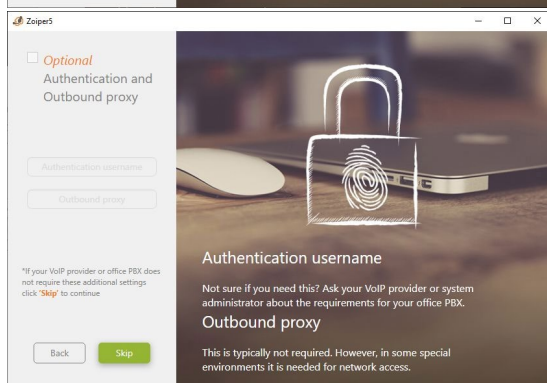 Zoiper5
Optional
Authentication and
Outbound proxy
Authentication username
Outbound proxy
*If your VoIP provider or office PBX does
not require these additional settings
click 'Skip' to continue
Back
Skip
Authentication username
Not sure if you need this? Ask your VoIP provider or system
administrator about the requirements for your office PBX.
Outbound proxy
This is typically not required. However, in some special
environments it is needed for network access.